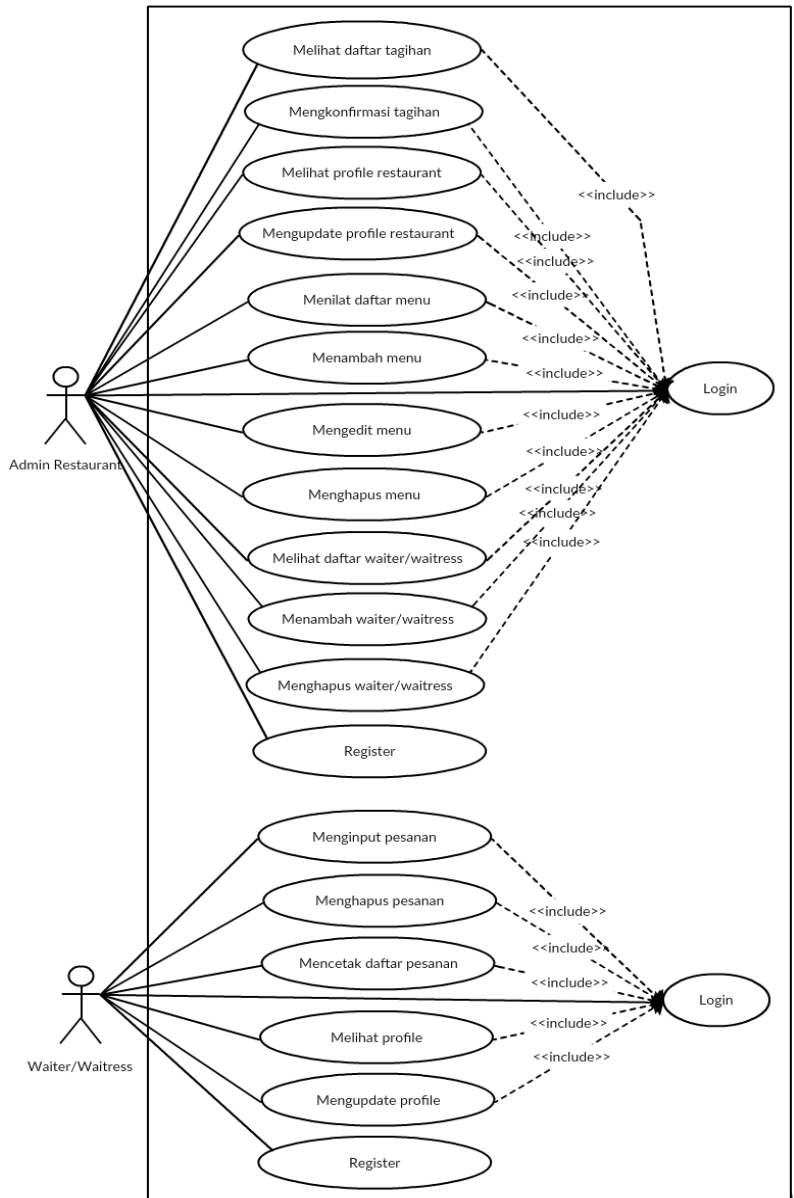 Melihat daftar tagihan
Mengkonfirmasi tagihan
Melihat profile restaurant
<<include>>
Mengupdate profile restaurant
<<include>>
<<include>>
Menilat daftar menu
<<include>>
<<include>>
Menambah menu
<<include>>
Login
Mengedit menu
<<include>>
Admin Restaurant
<<include>>
Menghapus menu
<<include>>
<<include>>
<<include>>
Melihat daftar waiter/waitress
Menambah waiter/waitress
Menghapus waiter/waitress
Register
Menginput pesanan
Menghapus pesanan
<<include>>
<<include>>
Mencetak daftar pesanan
<<include>>
Login
<<include>>
Melihat profile
<<include>>
Waiter/Waitress
Mengupdate profile
Register